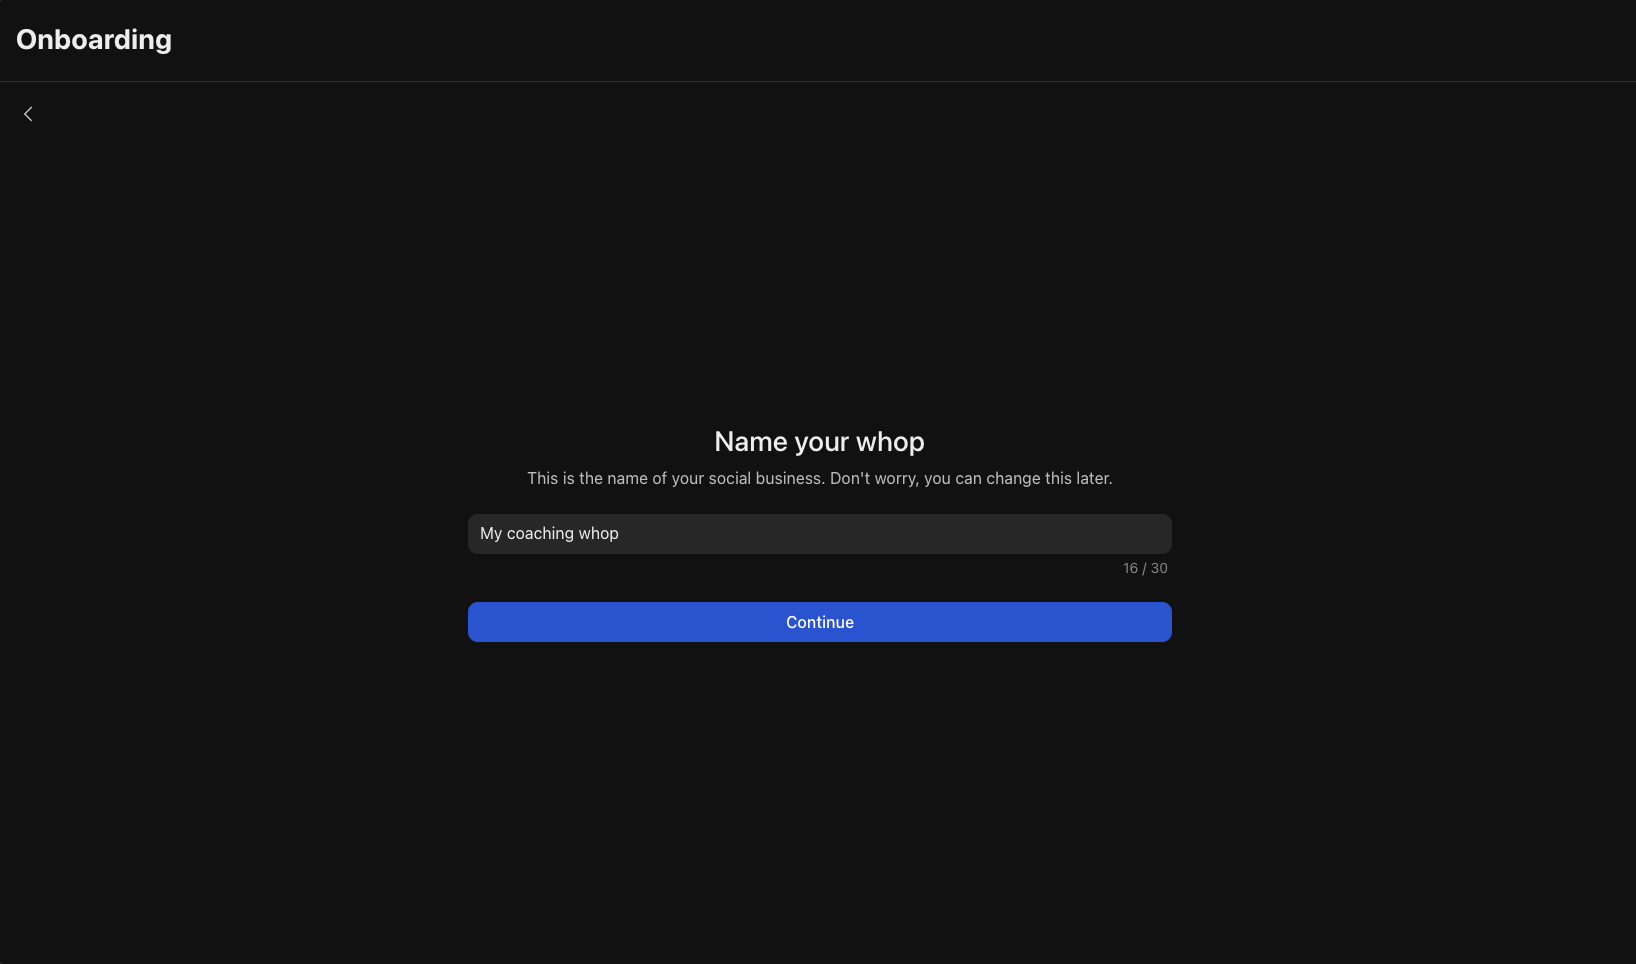 Onboarding
Name your whop
This is the name of your social business. Don't worry, you can change this later.
My coaching whop
16 / 30
Continue